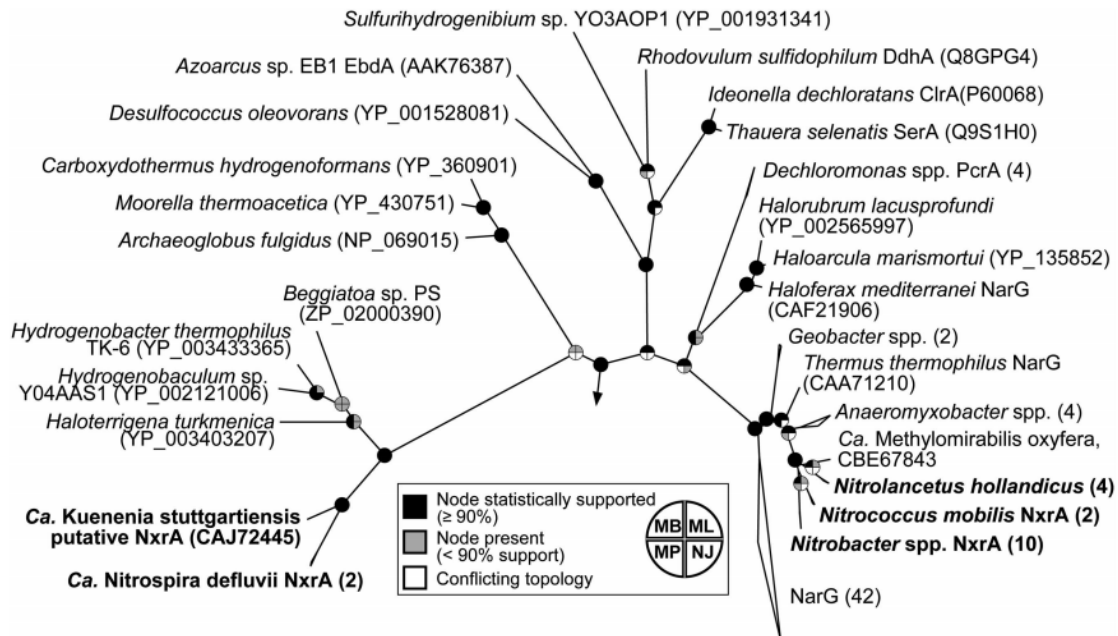 Sulfurihydrogenibium sp. YO3AOP1 (YP_001931341)
Rhodovulum sulfidophilum DdhA (Q8GPG4)
Azoarcus sp. EB1 EbdA (AAK76387)
Ideonella dechloratans ClrA(P60068)
Desulfococcus oleovorans (YP_001528081)
Thauera selenatis SerA (Q9S1H0)
Carboxydothermus hydrogenoformans (YP_360901)
Dechloromonas spp. PcrA (4)
Moorella thermoacetica (YP_430751)
Halorubrum lacusprofundi
(YP_002565997)
Archaeoglobus fulgidus (NP_069015)
Haloarcula marismortui (YP_135852)
Beggiatoa sp. PS
(ZP_02000390)
Haloferax mediterranei NarG
(CAF21906)
Hydrogenobacter thermophilus
TK-6 (YP_003433365)
Geobacter spp. (2)
Thermus thermophilus NarG
(CAA71210)
Hydrogenobaculum sp.
Y04AAS1 (YP_002121006)
Anaeromyxobacter spp. (4)
Haloterrigena turkmenica
(YP_003403207)
Ca. Methylomirabilis oxyfera,
CBE67843
Nitrolancetus hollandicus (4)
Nitrococcus mobilis NxrA (2)
Nitrobacter spp. NxrA (10)
Ca. Kuenenia stuttgartiensis
putative NxrA (CAJ72445)
Ca. Nitrospira defluvii NxrA (2)
NarG (42)
Node statistically supported
(≥ 90%)
Node present
(< 90% support)
Conflicting topology
MB ML
MP NJ